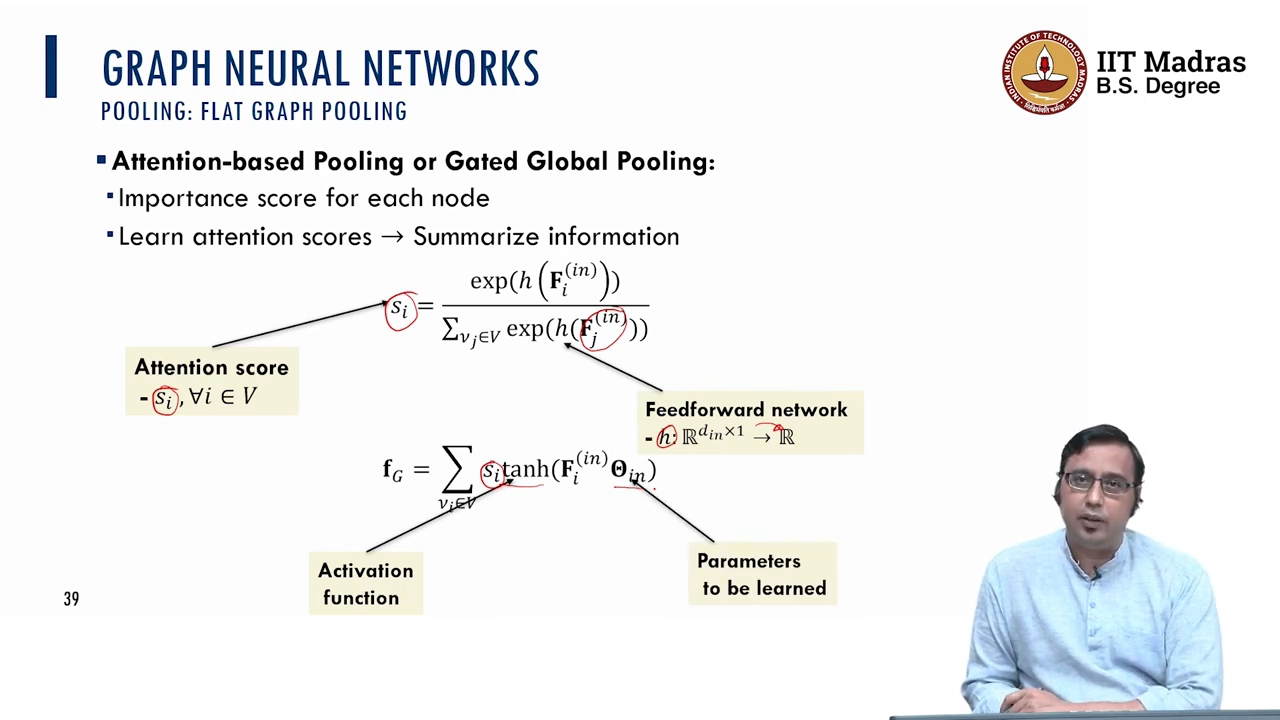 GRAPH NEURAL NETWORKS
POOLING: FLAT GRAPH POOLING
IIT Madras
B.S. Degree
▪ Attention-based Pooling or Gated Global Pooling:
▪ Importance score for each node
▪ Learn attention scores → Summarize information
s_i = exp(h(F_i^(in))) / ∑_{ν_j∈V} exp(h(F_j^(in)))
Attention score
- s_i, ∀i ∈ V
Feedforward network
- h: ℝ^{d_in×1} → ℝ
f_G = ∑_{ν_i∈V} s_i tanh(F_i^(in) Θ_in)
Activation
function
Parameters
to be learned
39